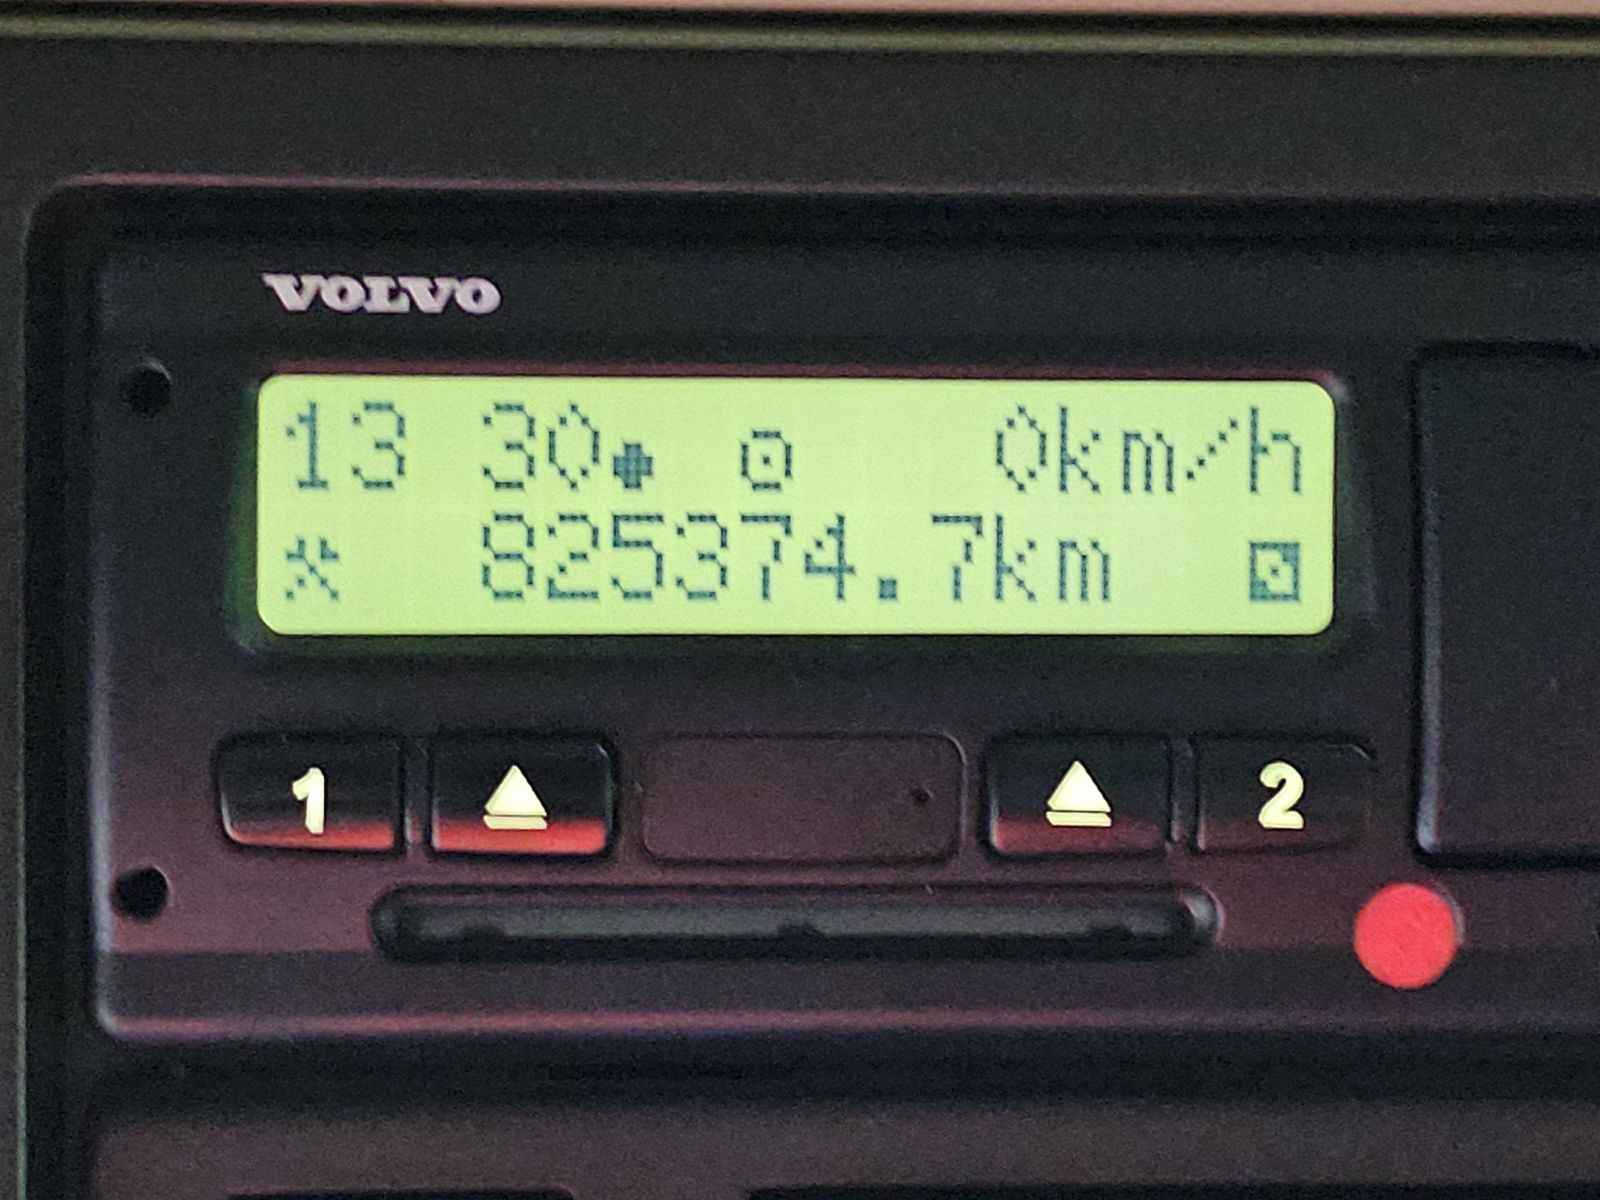 VOLVO
13 30● ⊙ 0km/h
⚒ 825374.7km
1 ⏏ ⏏ 2